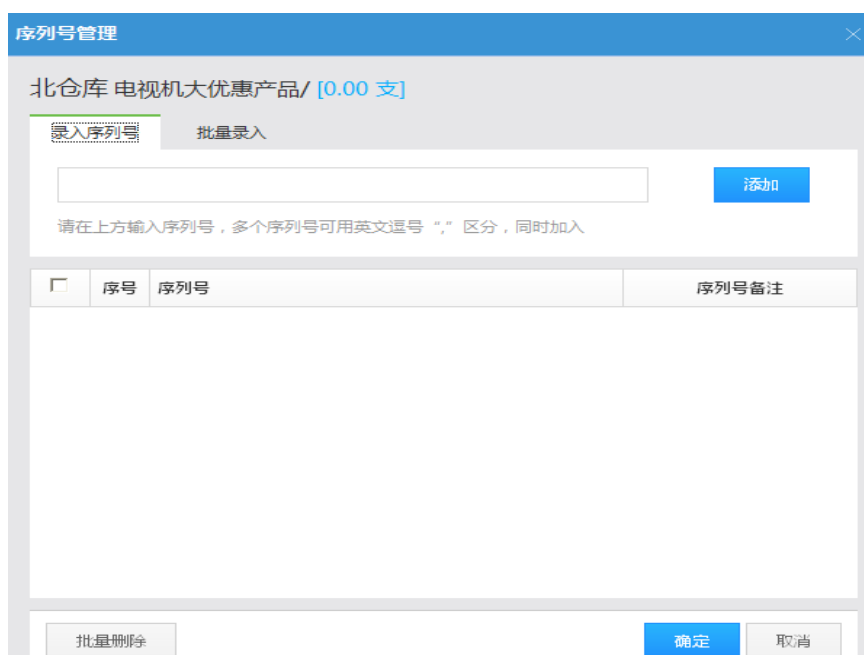 序列号管理
北仓库 电视机大优惠产品/ [0.00 支]
录入序列号 批量录入
添加
请在上方输入序列号，多个序列号可用英文逗号 “,” 区分，同时加入
序号 序列号 序列号备注
批量删除 确定 取消